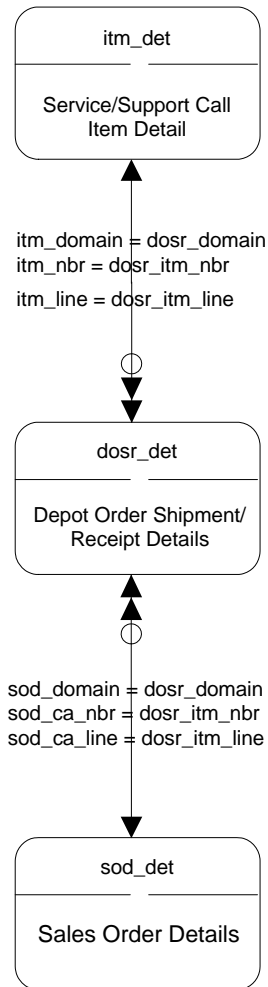 itm_det
Service/Support Call
Item Detail
itm_domain = dosr_domain
itm_nbr = dosr_itm_nbr
itm_line = dosr_itm_line
dosr_det
Depot Order Shipment/
Receipt Details
sod_domain = dosr_domain
sod_ca_nbr = dosr_itm_nbr
sod_ca_line = dosr_itm_line
sod_det
Sales Order Details